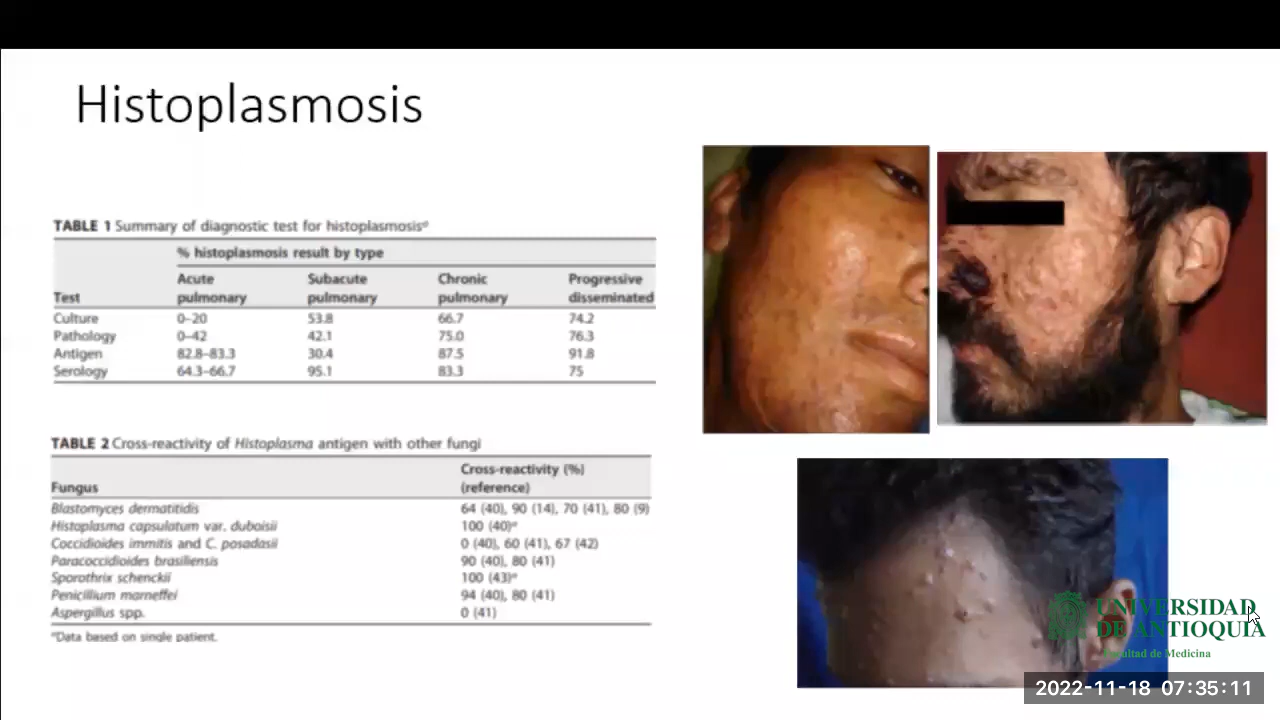 Histoplasmosis
TABLE 1 Summary of diagnostic test for histoplasmosisᵃ
% histoplasmosis result by type
Test Acute pulmonary Subacute pulmonary Chronic pulmonary Progressive disseminated
Culture 0–20 53.8 66.7 74.2
Pathology 0–42 42.1 75.0 76.3
Antigen 82.8–83.3 30.4 87.5 91.8
Serology 64.3–66.7 95.1 83.3 75
TABLE 2 Cross-reactivity of Histoplasma antigen with other fungi
Fungus Cross-reactivity (%) (reference)
Blastomyces dermatitidis 64 (40), 90 (14), 70 (41), 80 (9)
Histoplasma capsulatum var. duboisii 100 (40)ᵃ
Coccidioides immitis and C. posadasii 0 (40), 60 (41), 67 (42)
Paracoccidioides brasiliensis 90 (40), 80 (41)
Sporothrix schenckii 100 (43)ᵃ
Penicillium marneffei 94 (40), 80 (41)
Aspergillus spp. 0 (41)
ᵃData based on single patient.
UNIVERSIDAD
DE ANTIOQUIA
Facultad de Medicina
2022-11-18 07:35:11